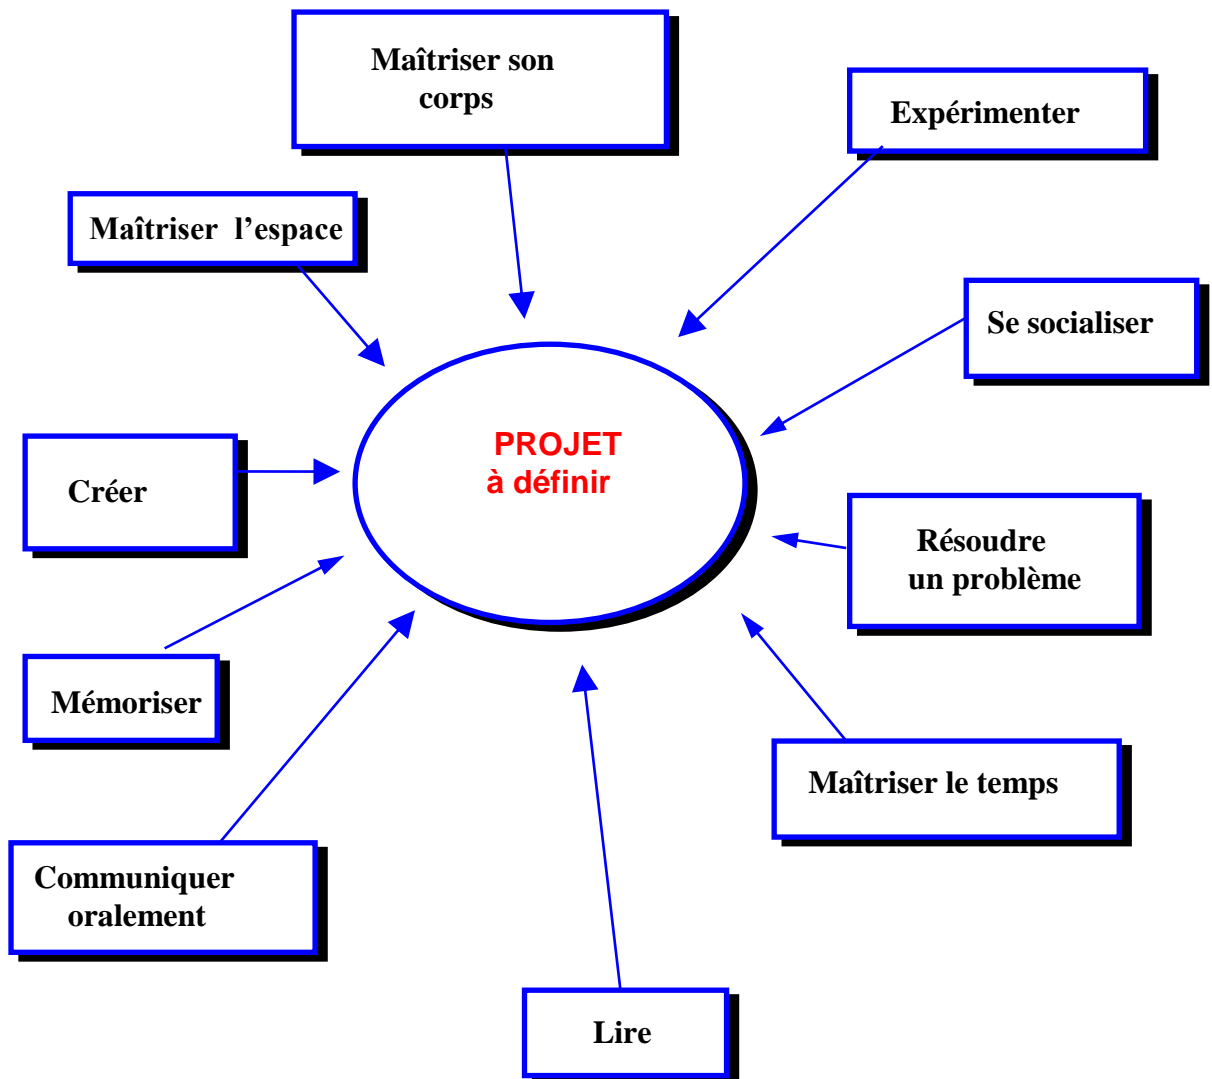 Maîtriser son
corps
Expérimenter
Maîtriser l’espace
Se socialiser
PROJET
à définir
Créer
Résoudre
un problème
Mémoriser
Maîtriser le temps
Communiquer
oralement
Lire